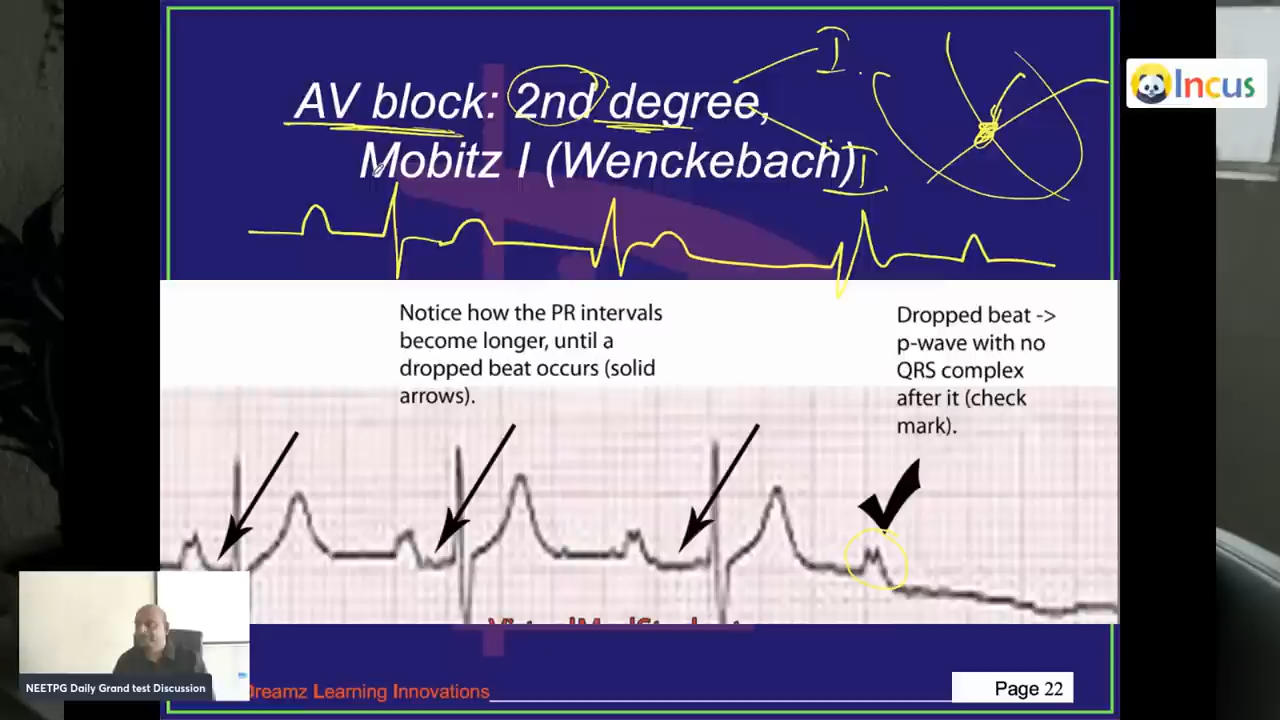 AV block: 2nd degree,
Mobitz I (Wenckebach)
I
II
Incus
Notice how the PR intervals
become longer, until a
dropped beat occurs (solid
arrows).
Dropped beat ->
p-wave with no
QRS complex
after it (check
mark).
NEETPG Daily Grand test Discussion
Dreamz Learning Innovations
Page 22